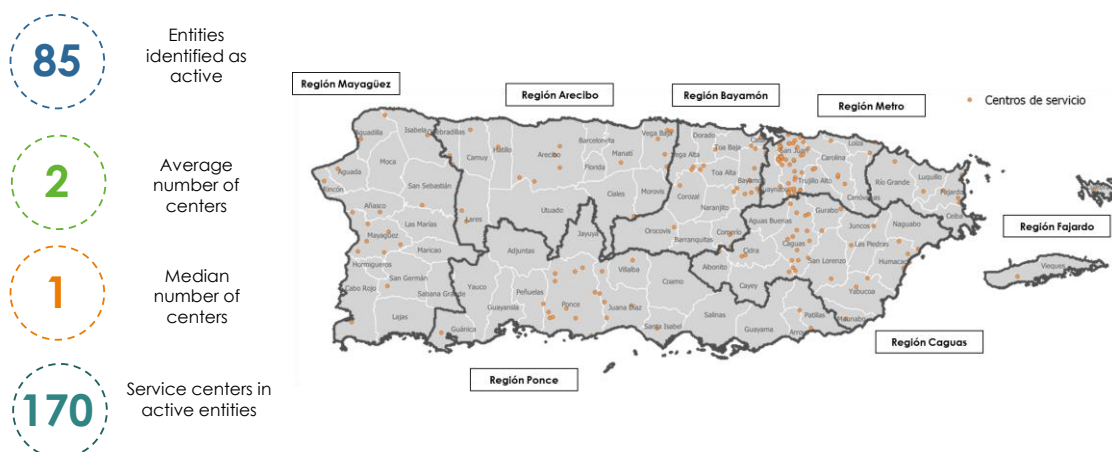 85
Entities
identified as
active
2
Average
number of
centers
1
Median
number of
centers
170
Service centers in
active entities
Región Mayagüez
Región Arecibo
Región Bayamón
Región Metro
Centros de servicio
Región Fajardo
Región Caguas
Región Ponce
Aguadilla
Isabela
Moca
Aguada
Rincón
San Sebastián
Añasco
Las Marías
Mayagüez
Maricao
Hormigueros
San Germán
Cabo Rojo
Sabana Grande
Lajas
Camuy
Hatillo
Arecibo
Barceloneta
Manatí
Vega Baja
Florida
Ciales
Morovis
Lares
Utuado
Dorado
Vega Alta
Toa Baja
Toa Alta
Bayamón
Corozal
Naranjito
Orocovis
Barranquitas
Comerío
San Juan
Guaynabo
Carolina
Trujillo Alto
Loíza
Canóvanas
Río Grande
Luquillo
Fajardo
Ceiba
Naguabo
Vieques
Aguas Buenas
Gurabo
Juncos
Caguas
Cidra
Las Piedras
San Lorenzo
Humacao
Aibonito
Cayey
Yabucoa
Maunabo
Adjuntas
Jayuya
Yauco
Peñuelas
Guayanilla
Guánica
Ponce
Villalba
Juana Díaz
Coamo
Santa Isabel
Salinas
Guayama
Patillas